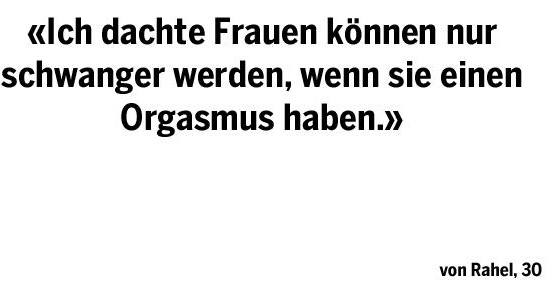 «Ich dachte Frauen können nur
schwanger werden, wenn sie einen
Orgasmus haben.»
von Rahel, 30